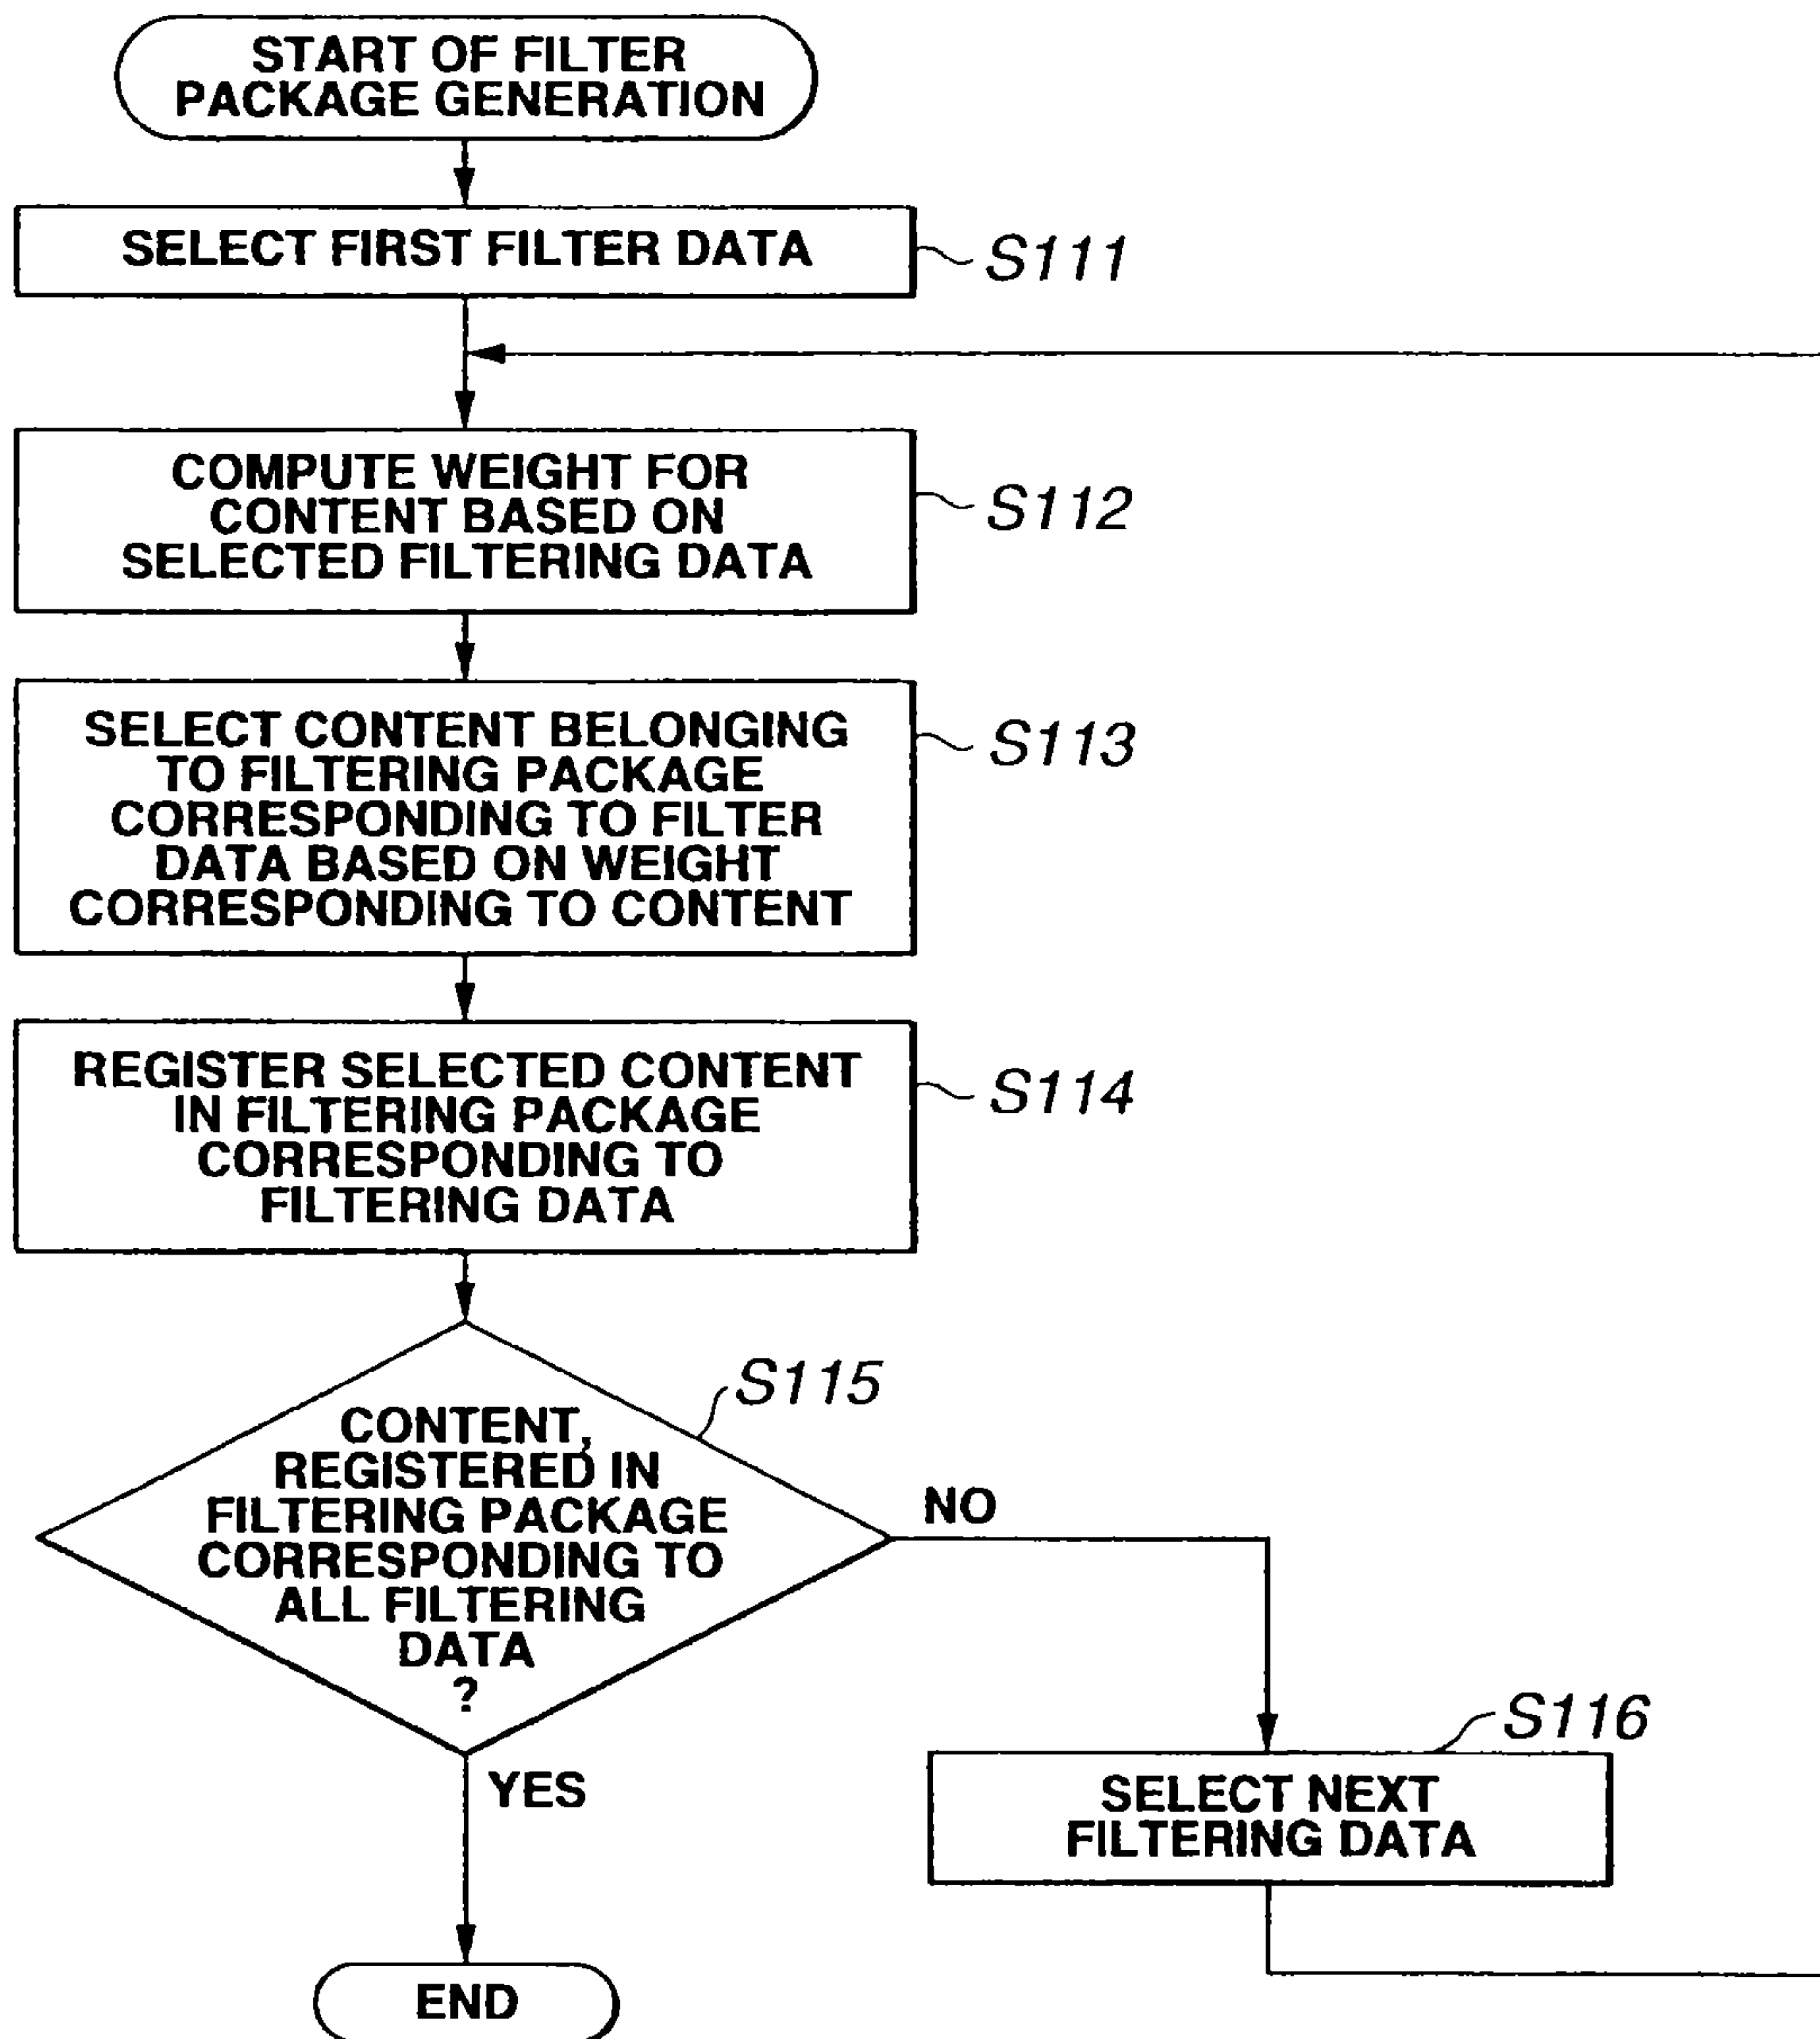 START OF FILTER
PACKAGE GENERATION
SELECT FIRST FILTER DATA
S111
COMPUTE WEIGHT FOR
CONTENT BASED ON
SELECTED FILTERING DATA
S112
SELECT CONTENT BELONGING
TO FILTERING PACKAGE
CORRESPONDING TO FILTER
DATA BASED ON WEIGHT
CORRESPONDING TO CONTENT
S113
REGISTER SELECTED CONTENT
IN FILTERING PACKAGE
CORRESPONDING TO
FILTERING DATA
S114
S115
CONTENT,
REGISTERED IN
FILTERING PACKAGE
CORRESPONDING TO
ALL FILTERING
DATA
?
NO
YES
S116
SELECT NEXT
FILTERING DATA
END